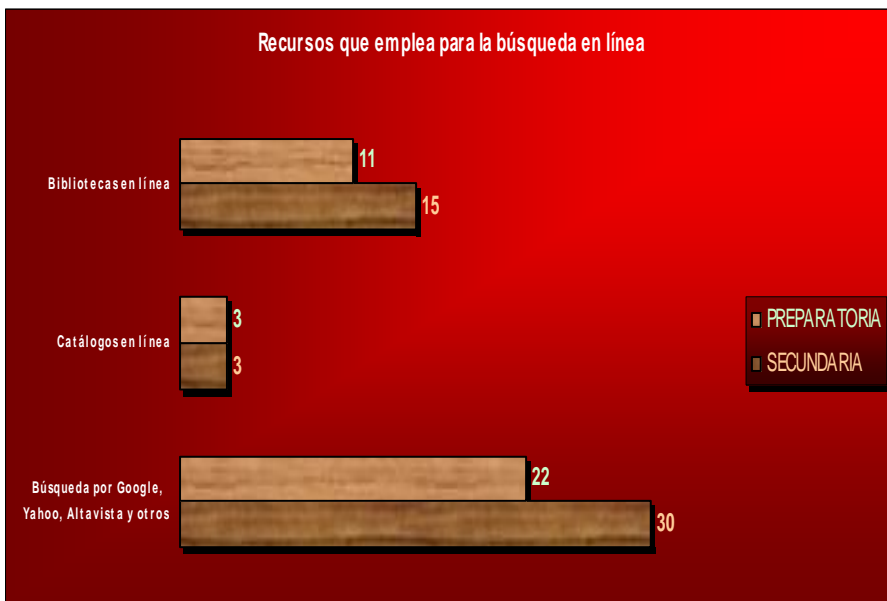 Recursos que emplea para la búsqueda en línea
11
Bibliotecas en línea
15
3
Catálogos en línea
3
PREPARATORIA
SECUNDARIA
22
Búsqueda por Google,
Yahoo, Altavista y otros
30